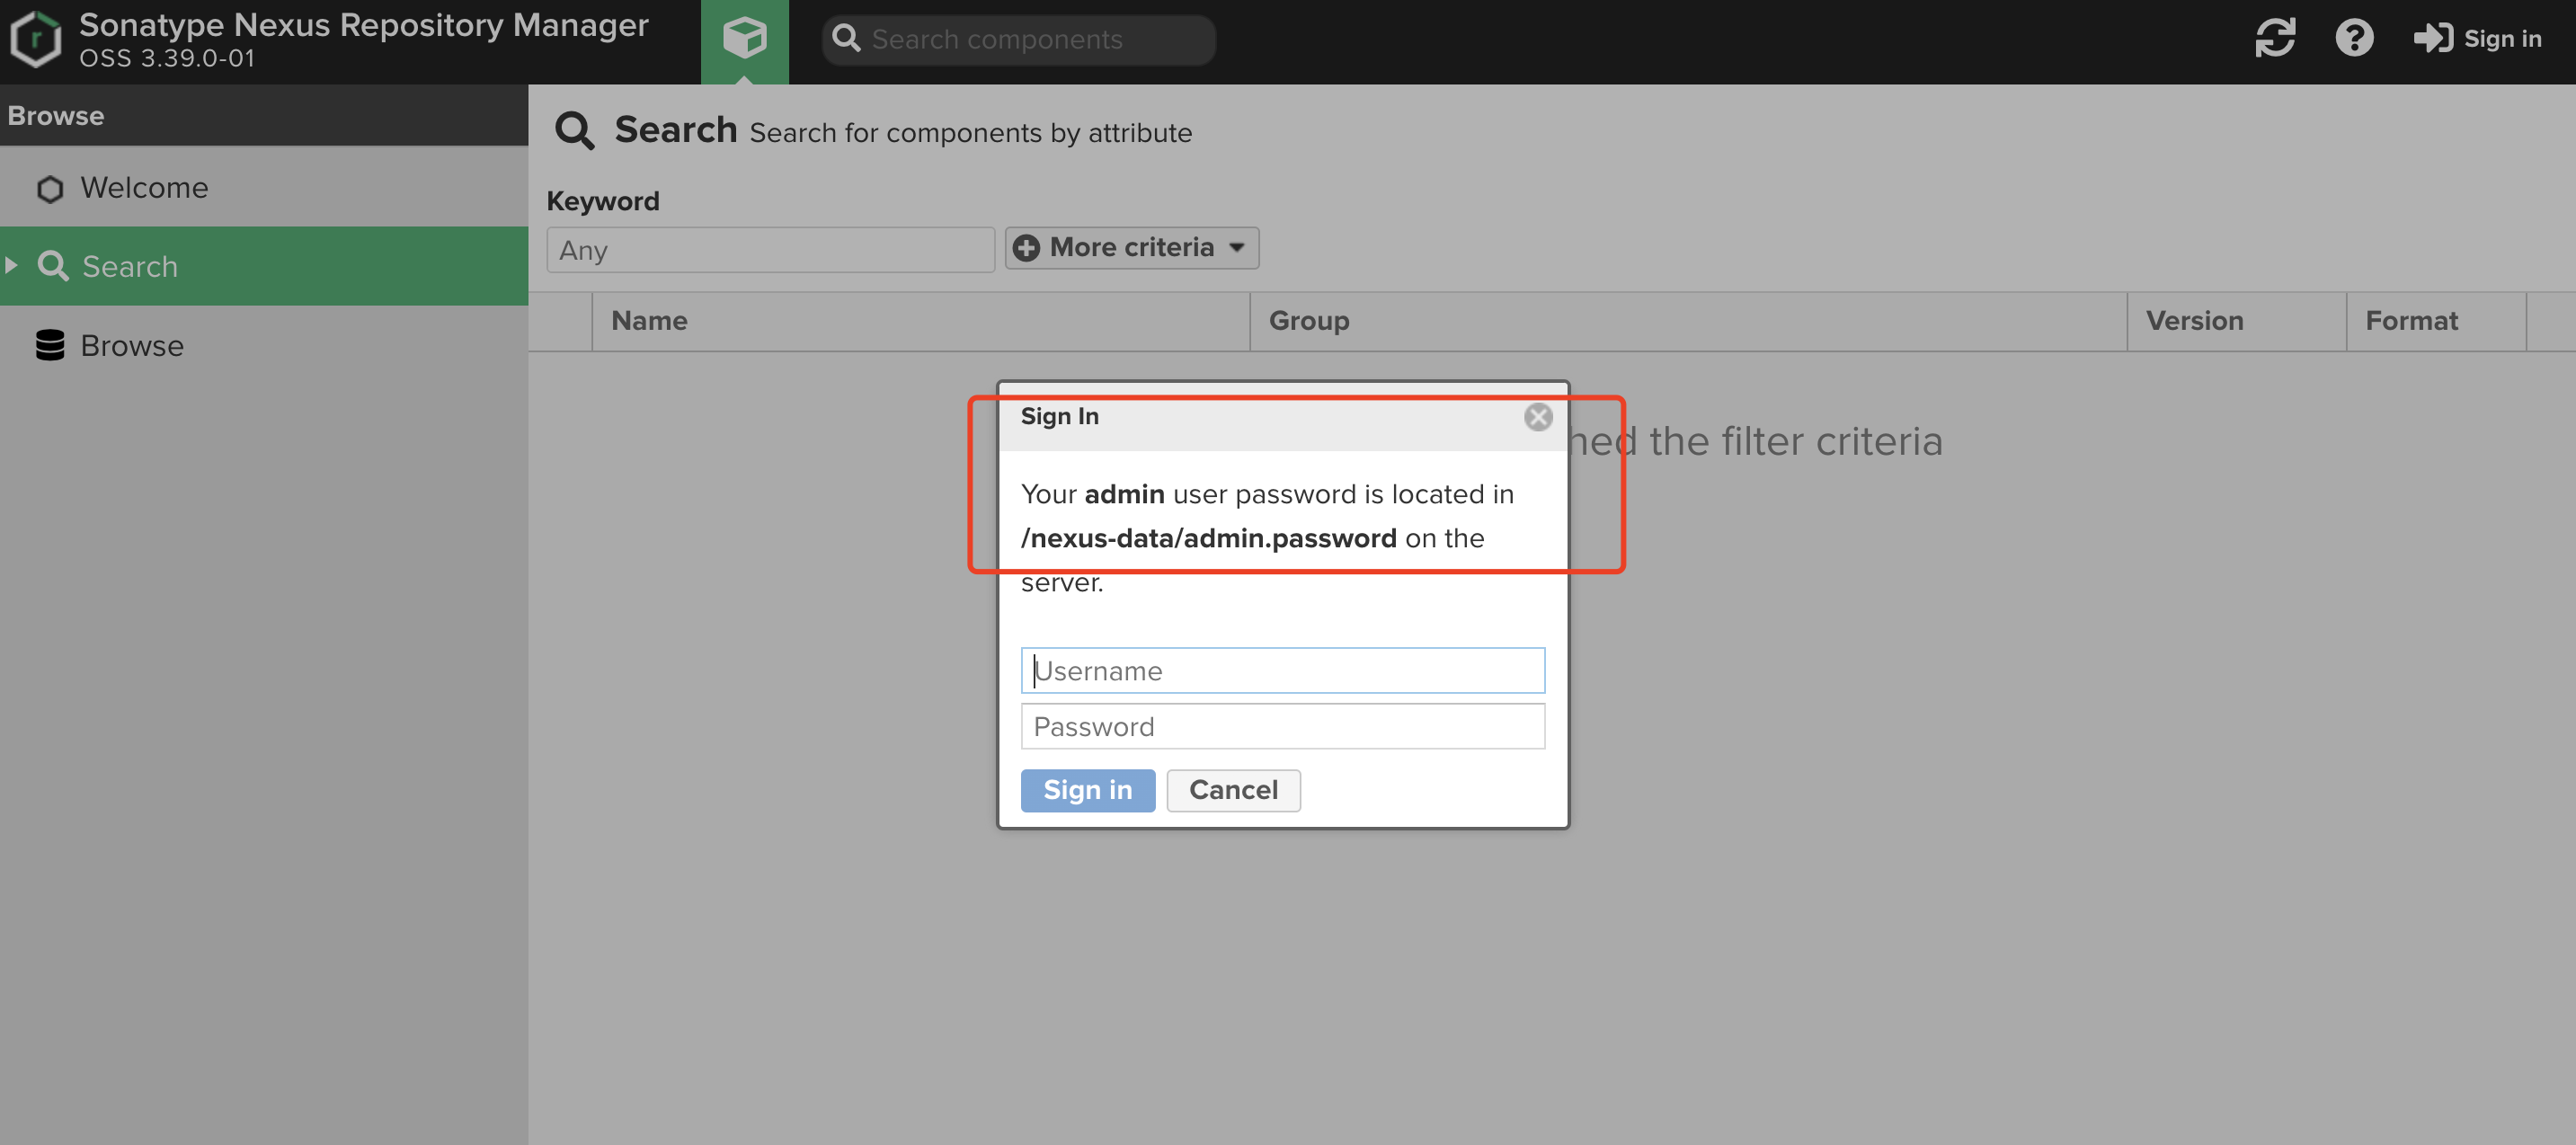 Sonatype Nexus Repository Manager
OSS 3.39.0-01
Search components
Sign in
Browse
Welcome
Search
Browse
Search Search for components by attribute
Keyword
Any
More criteria
Name Group Version Format
the filter criteria
Sign In
Your admin user password is located in
/nexus-data/admin.password on the
server.
Username
Password
Sign in Cancel